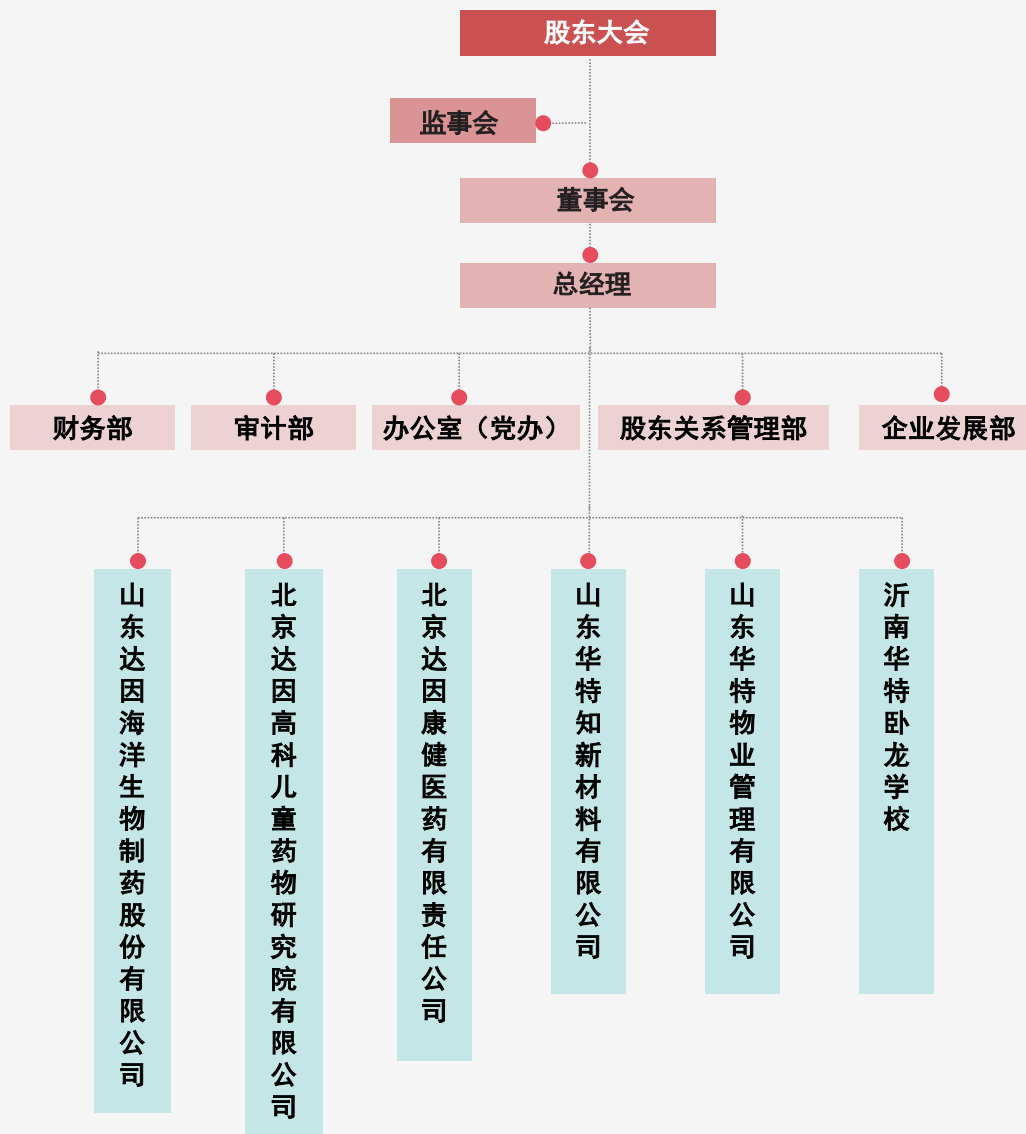 股东大会
监事会
董事会
总经理
财务部
审计部
办公室（党办）
股东关系管理部
企业发展部
山东达因海洋生物制药股份有限公司
北京达因高科儿童药物研究院有限公司
北京达因康健医药有限责任公司
山东华特知新材料有限公司
山东华特物业管理有限公司
沂南华特卧龙学校